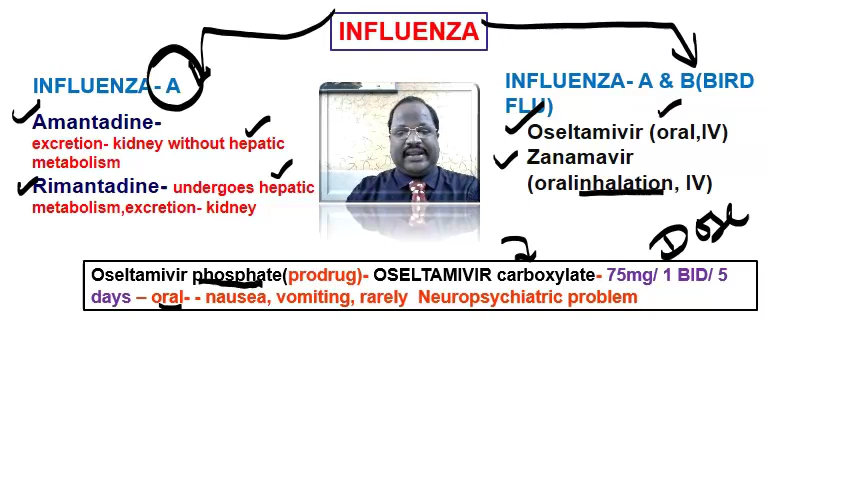 INFLUENZA
INFLUENZA- A
Amantadine-
excretion- kidney without hepatic
metabolism
Rimantadine- undergoes hepatic
metabolism,excretion- kidney
INFLUENZA- A & B(BIRD
FLU)
Oseltamivir (oral,IV)
Zanamavir
(oralinhalation, IV)
Dose
Oseltamivir phosphate(prodrug)- OSELTAMIVIR carboxylate- 75mg/ 1 BID/ 5
days – oral- - nausea, vomiting, rarely Neuropsychiatric problem